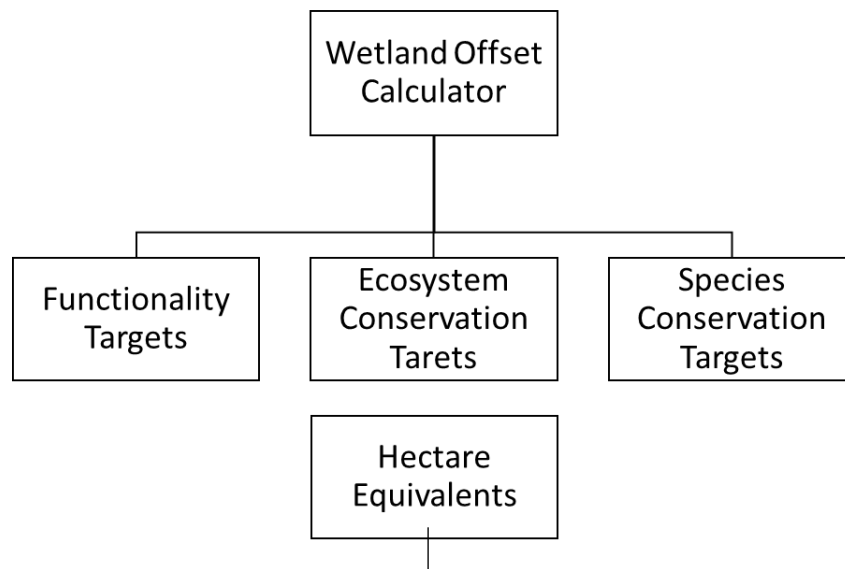 Wetland Offset
Calculator
Functionality
Targets
Ecosystem
Conservation
Tarets
Species
Conservation
Targets
Hectare
Equivalents